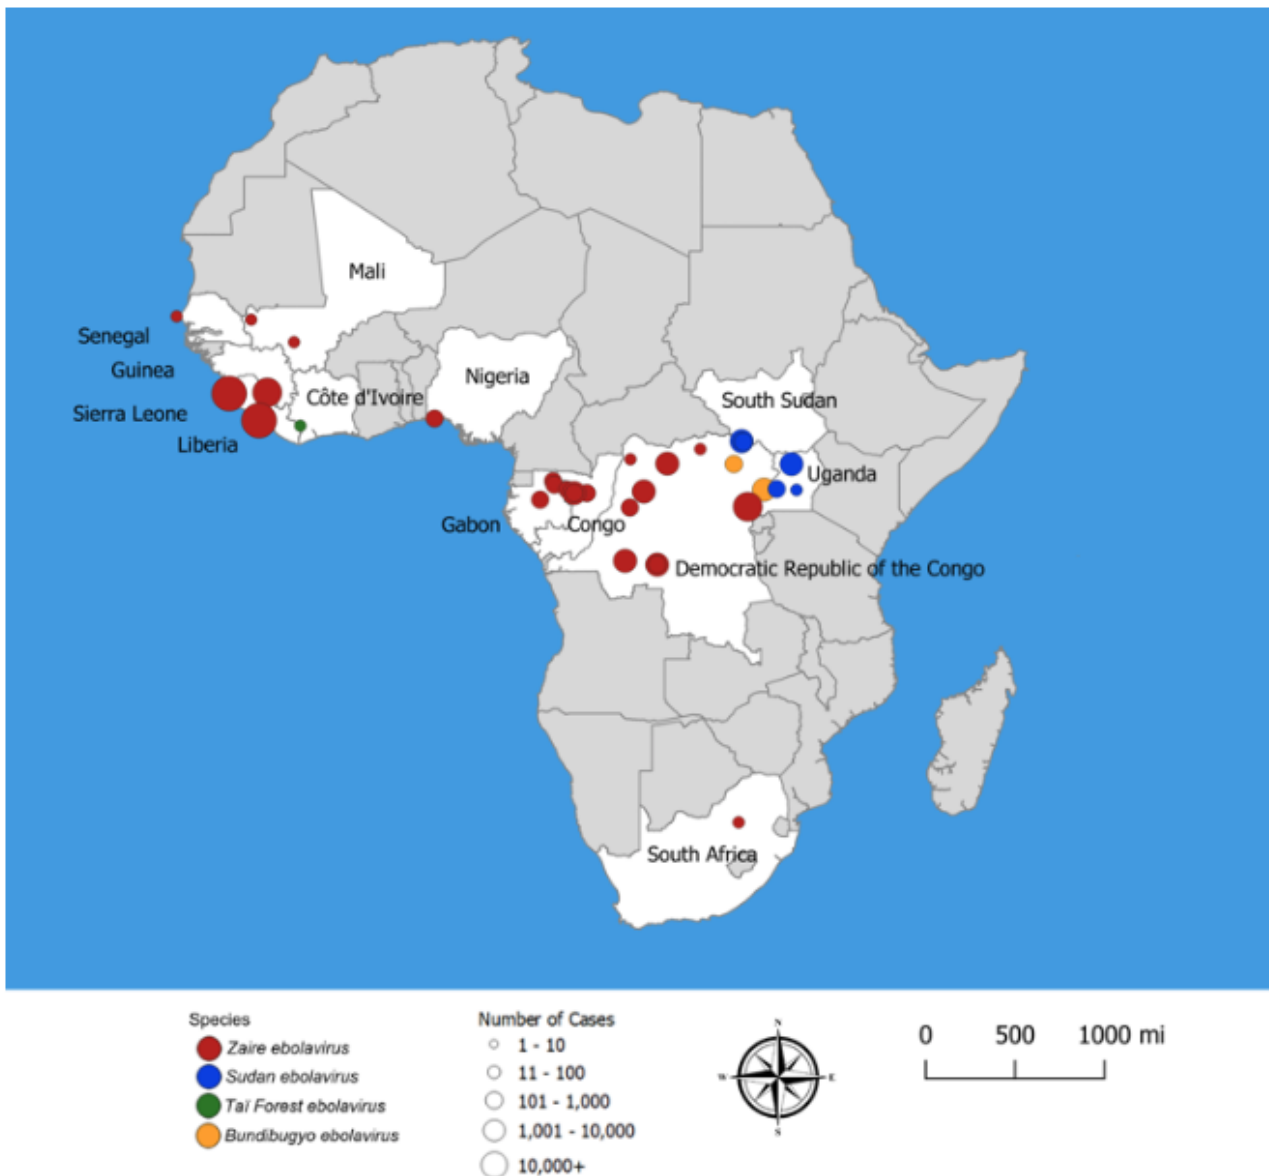 Mali
Senegal
Guinea
Nigeria
Côte d'Ivoire
South Sudan
Sierra Leone
Liberia
Uganda
Gabon
Congo
Democratic Republic of the Congo
South Africa
Species
Zaire ebolavirus
Sudan ebolavirus
Taï Forest ebolavirus
Bundibugyo ebolavirus
Number of Cases
1 - 10
11 - 100
101 - 1,000
1,001 - 10,000
10,000+
N
W E
S
0 500 1000 mi